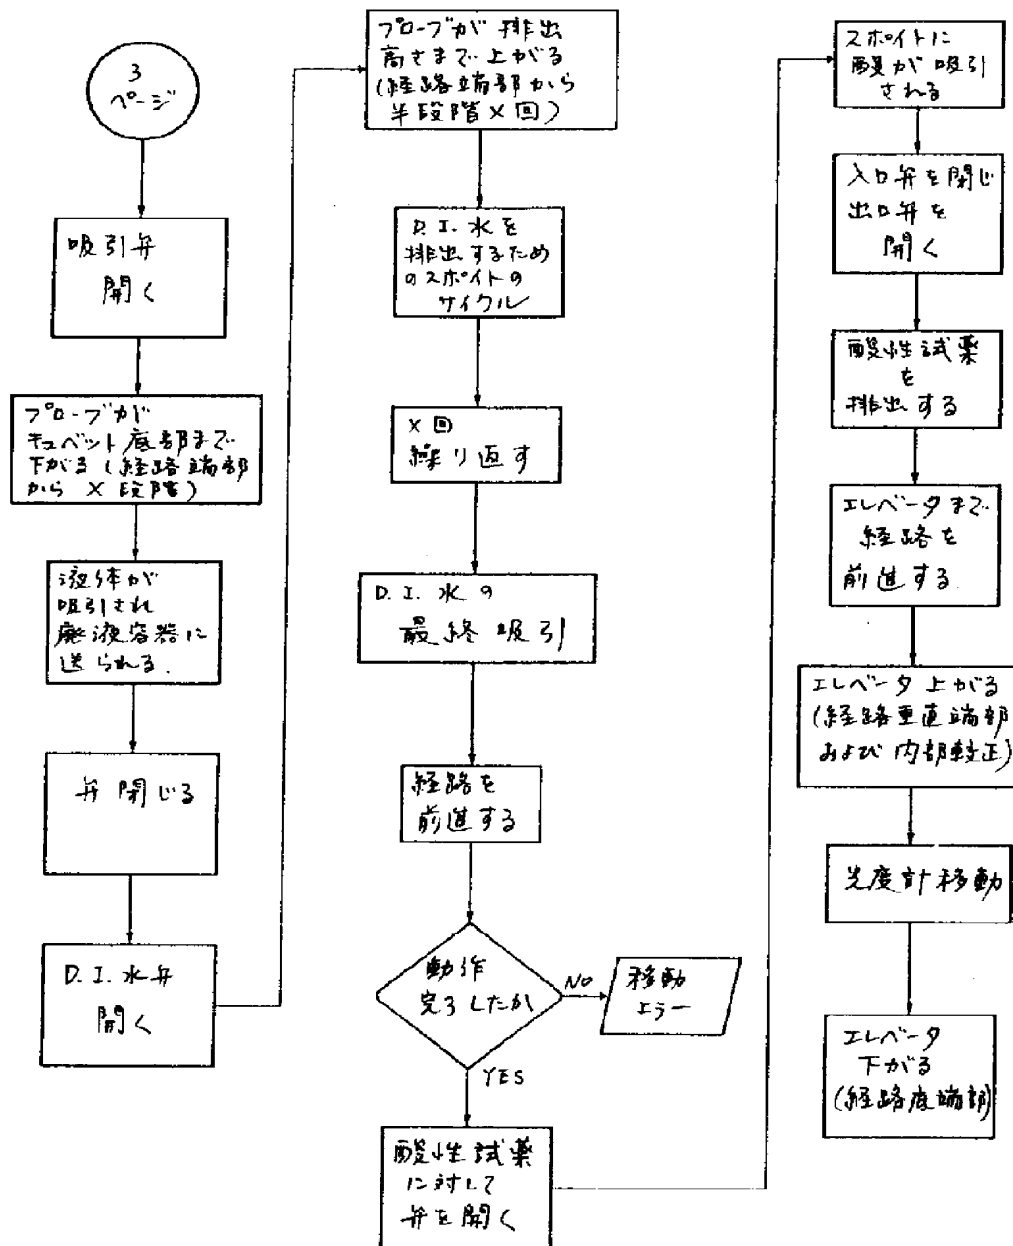 3
ページ
吸引弁
開く
プローブが
キュベット底部まで
下がる(経路端部
から X段階)
液体が
吸引され
廃液容器に
送られる.
弁閉じる
D.I.水弁
開く
プローブが排出
高さまで上がる
(経路端部から
半段階X回)
D.I.水を
排出するため
のスポイトの
サイクル
X回
繰り返す
D.I.水の
最終吸引
経路を
前進する
動作
完了したか
NO
移動
エラー
YES
酸性試薬
に対して
弁を開く
スポイトに
酸が吸引
される
入口弁を閉じ
出口弁を
開く
酸性試薬
を
排出する
エレベータまで
経路を
前進する
エレベータ上がる
(経路垂直端部
および内部較正)
光度計移動
エレベータ
下がる
(経路底端部)